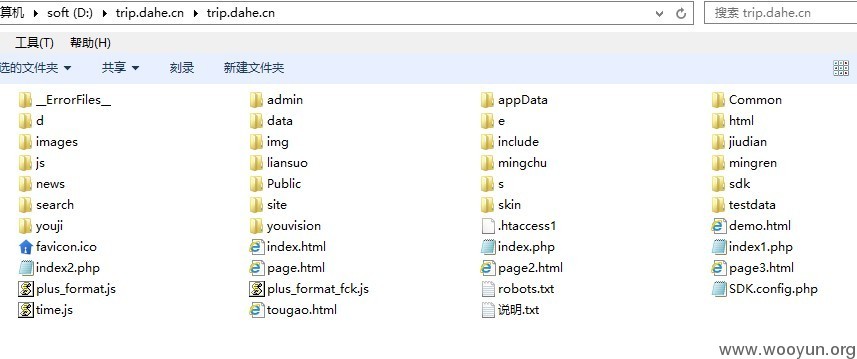 算机 ▸ soft (D:) ▸ trip.dahe.cn ▸ trip.dahe.cn 搜索 trip.dahe.cn
工具(T) 帮助(H)
选的文件夹 共享 刻录 新建文件夹
__ErrorFiles__ admin appData Common
d data e html
images img include jiudian
js liansuo mingchu mingren
news Public s sdk
search site skin testdata
youji youvision .htaccess1 demo.html
favicon.ico index.html index.php index1.php
index2.php page.html page2.html page3.html
plus_format.js plus_format_fck.js robots.txt SDK.config.php
time.js tougao.html 说明.txt
www.wooyun.org